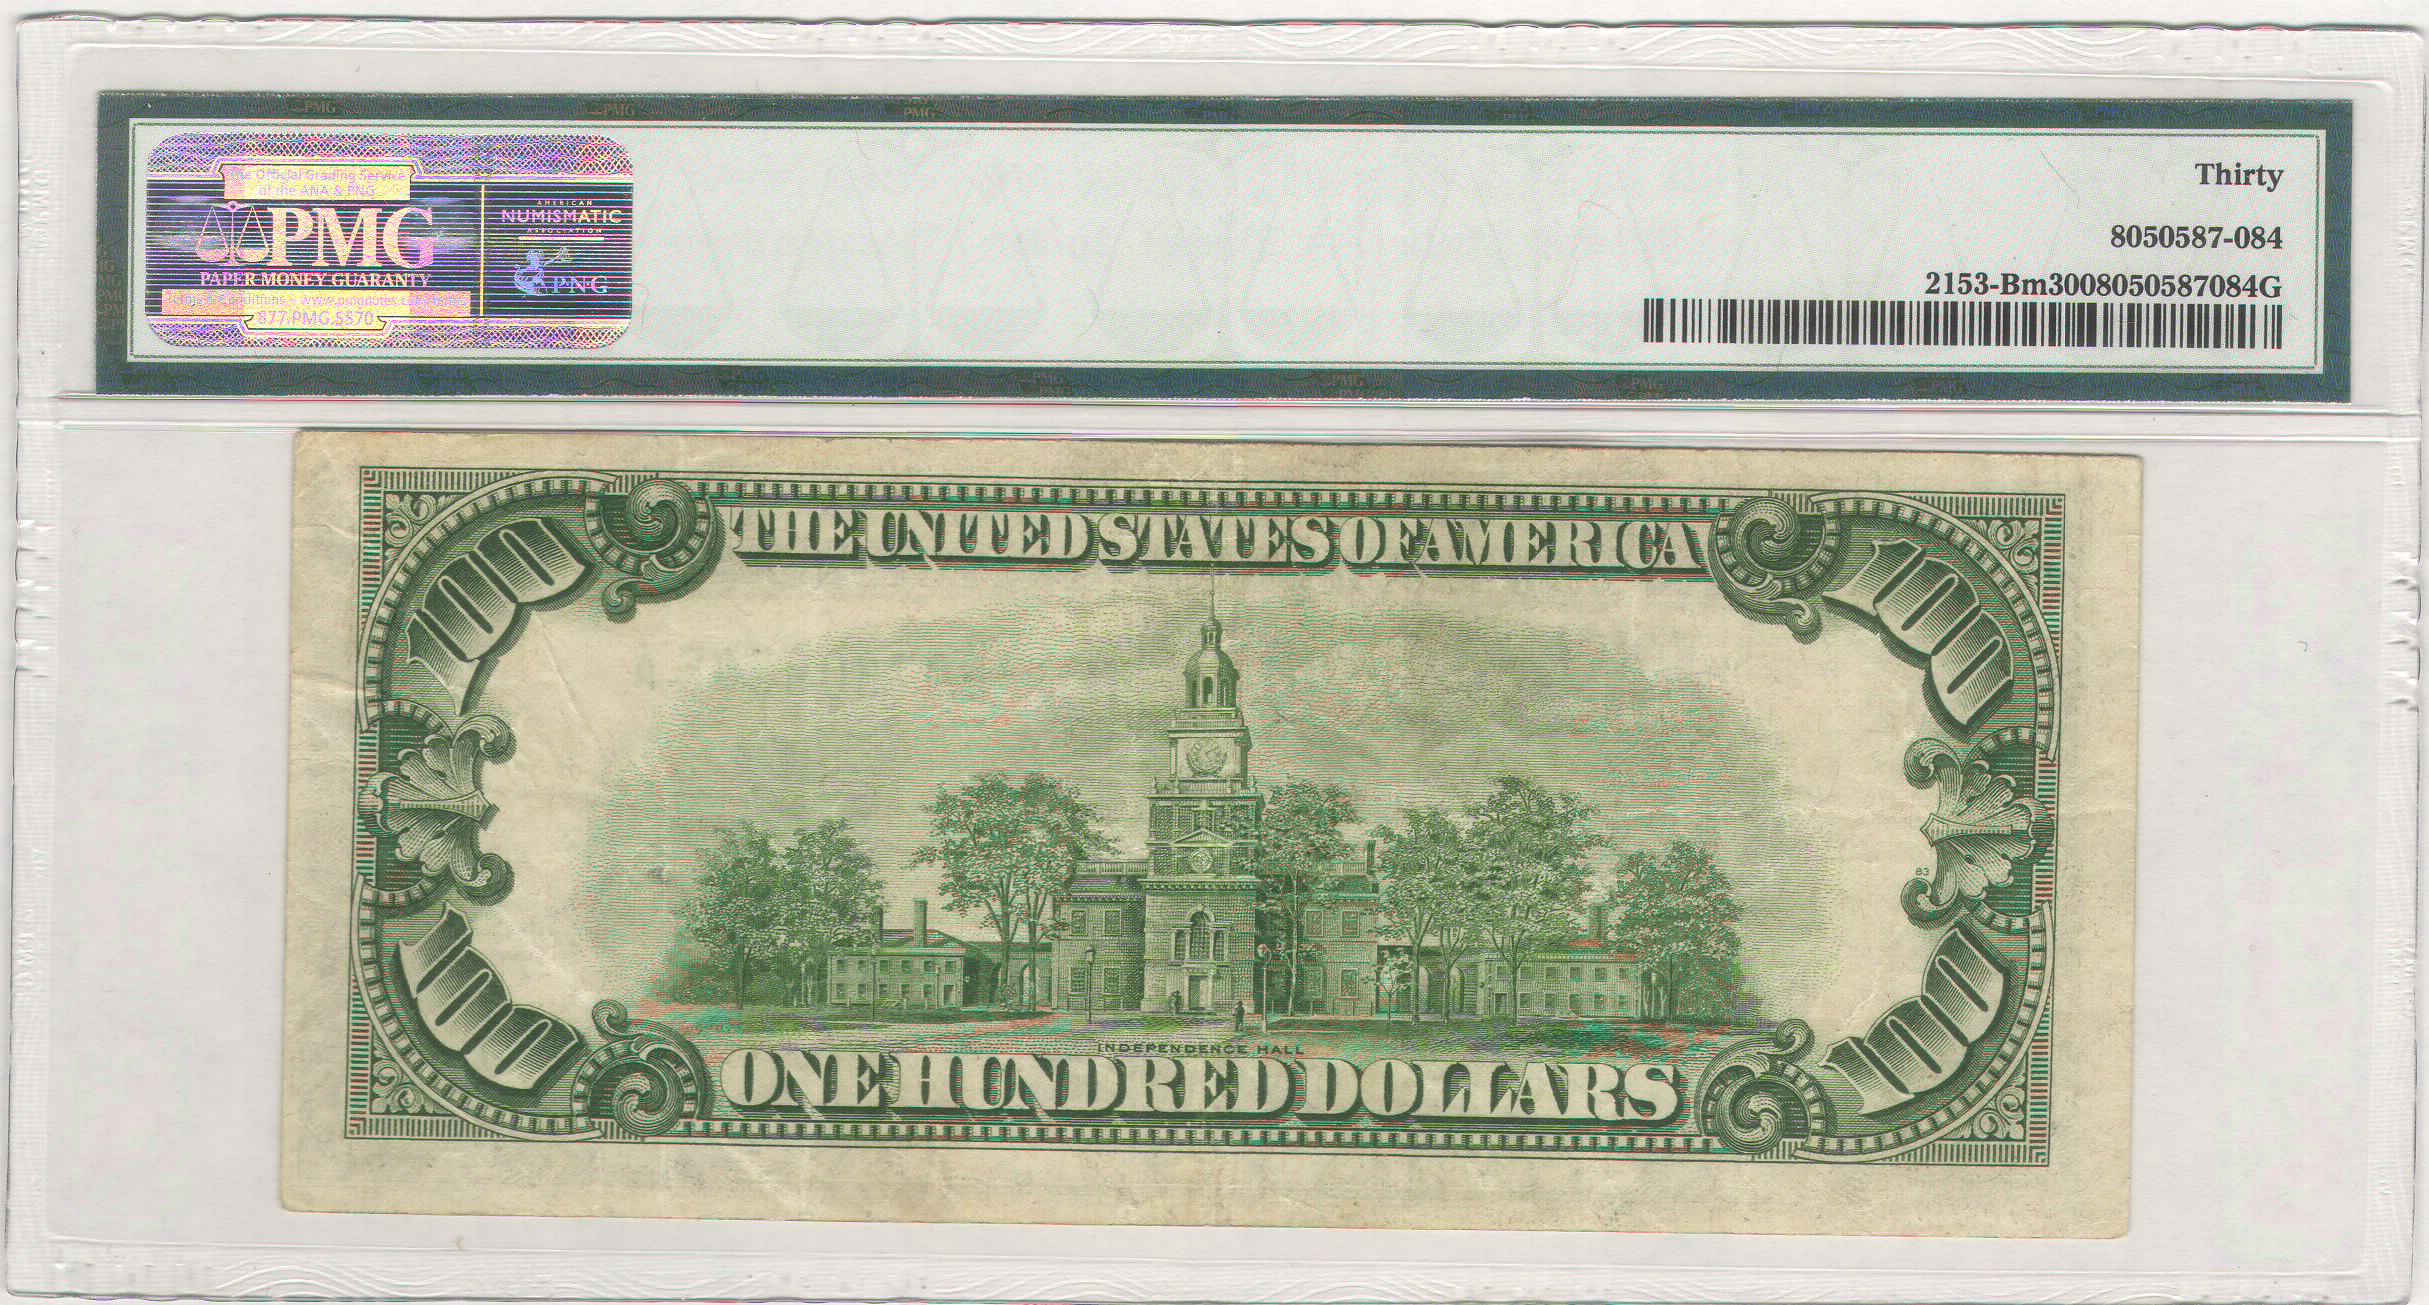 The Official Grading Service
of the ANA & PNG
PMG
PAPER MONEY GUARANTY
877-PMG-5570
AMERICAN
NUMISMATIC
ASSOCIATION
PNG
Thirty
8050587-084
2153-Bm3008050587084G
THE UNITED STATES OF AMERICA
100
100
83
100
100
INDEPENDENCE HALL
ONE HUNDRED DOLLARS